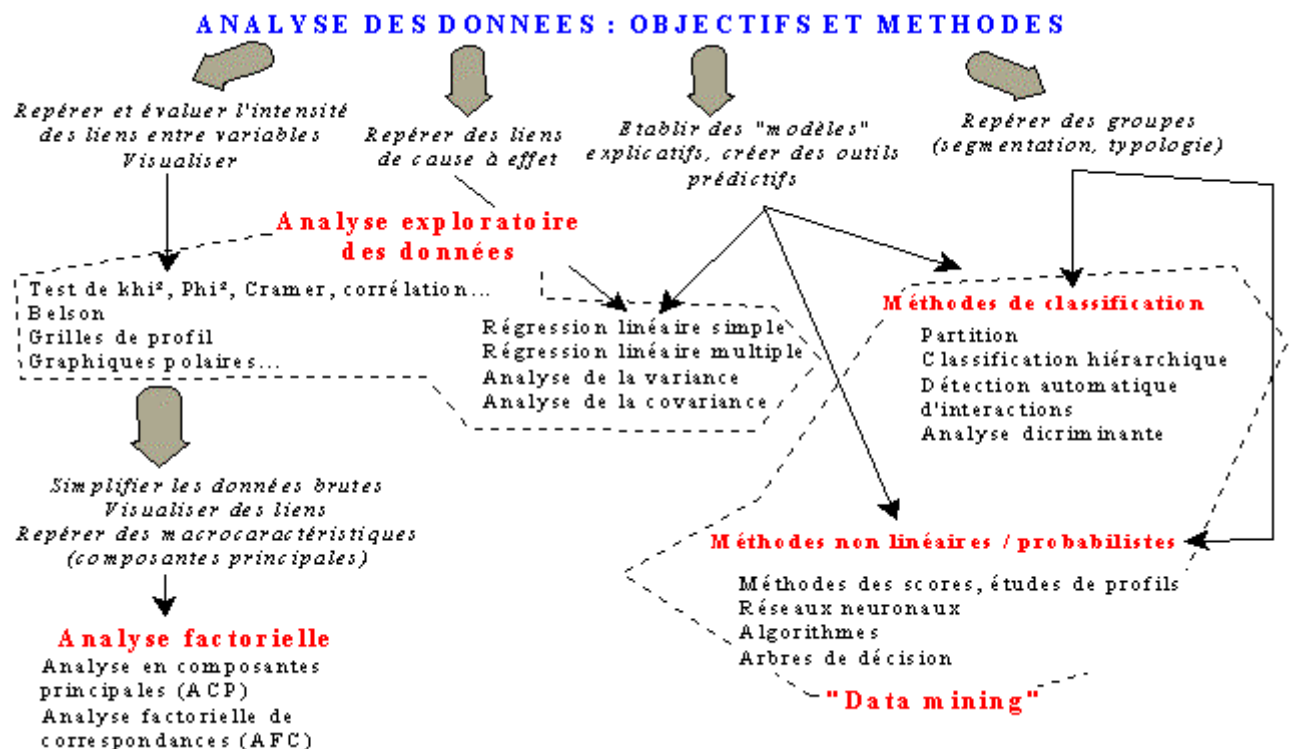 ANALYSE DES DONNEES : OBJECTIFS ET METHODES
Repérer et évaluer l'intensité
des liens entre variables
Visualiser
Repérer des liens
de cause à effet
Etablir des "modèles"
explicatifs, créer des outils
prédictifs
Repérer des groupes
(segmentation, typologie)
Analyse exploratoire
des données
Test de khi², Phi², Cramer, corrélation...
Belson
Grilles de profil
Graphiques polaires...
Régression linéaire simple
Régression linéaire multiple
Analyse de la variance
Analyse de la covariance
Méthodes de classification
Partition
Classification hiérarchique
Détection automatique
d'interactions
Analyse dicriminante
Simplifier les données brutes
Visualiser des liens
Repérer des macrocaractéristiques
(composantes principales)
Analyse factorielle
Analyse en composantes
principales (ACP)
Analyse factorielle de
correspondances (AFC)
Méthodes non linéaires / probabilistes
Méthodes des scores, études de profils
Réseaux neuronaux
Algorithmes
Arbres de décision
"Data mining"